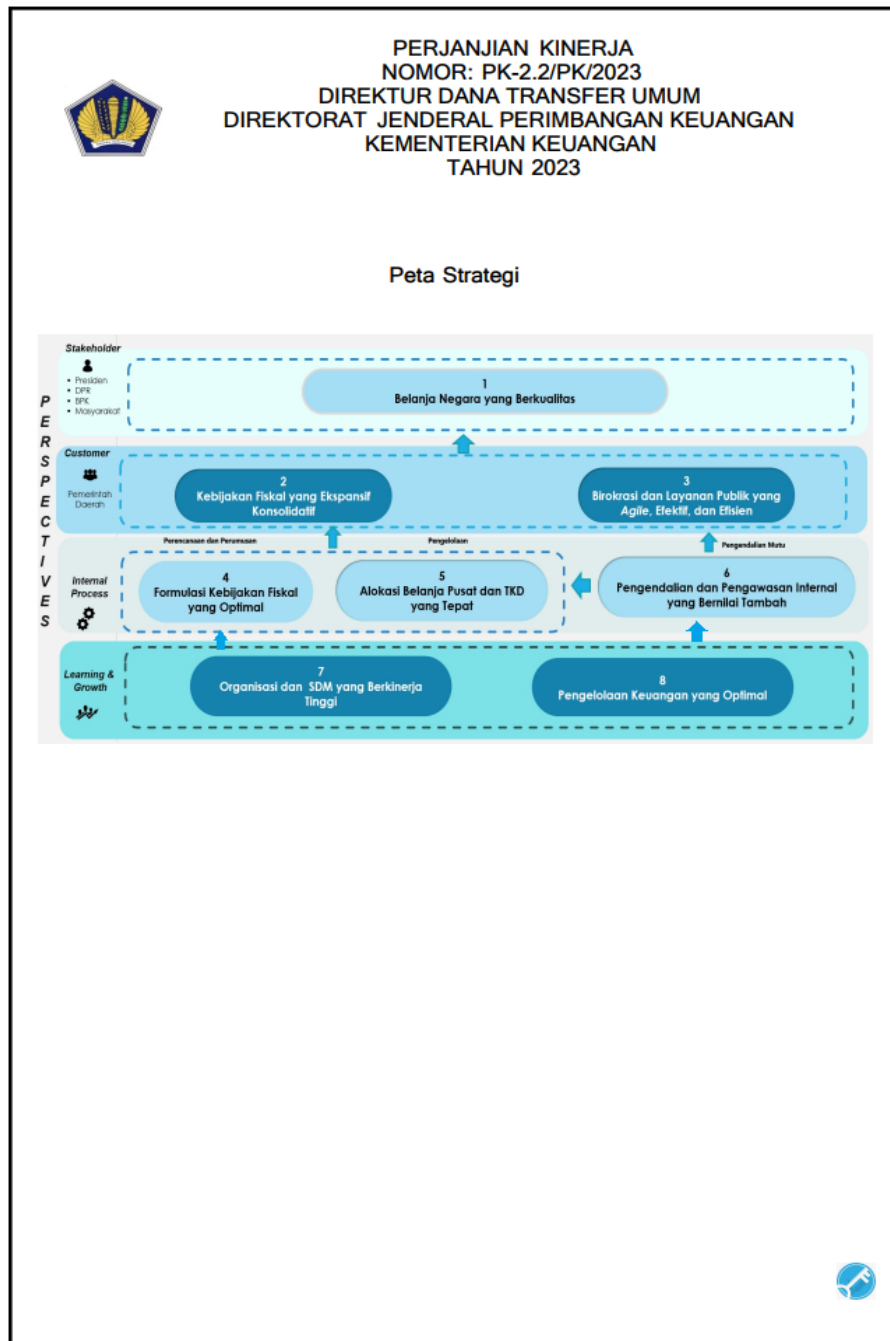 PERJANJIAN KINERJA
NOMOR: PK-2.2/PK/2023
DIREKTUR DANA TRANSFER UMUM
DIREKTORAT JENDERAL PERIMBANGAN KEUANGAN
KEMENTERIAN KEUANGAN
TAHUN 2023
Peta Strategi
PERSPECTIVES
Stakeholder
• Presiden
• DPR
• BPK
• Masyarakat
1
Belanja Negara yang Berkualitas
Customer
Pemerintah
Daerah
2
Kebijakan Fiskal yang Ekspansif
Konsolidatif
3
Birokrasi dan Layanan Publik yang
Agile, Efektif, dan Efisien
Perencanaan dan Perumusan
Pengelolaan
Pengendalian Mutu
Internal
Process
4
Formulasi Kebijakan Fiskal
yang Optimal
5
Alokasi Belanja Pusat dan TKD
yang Tepat
6
Pengendalian dan Pengawasan Internal
yang Bernilai Tambah
Learning &
Growth
7
Organisasi dan SDM yang Berkinerja
Tinggi
8
Pengelolaan Keuangan yang Optimal